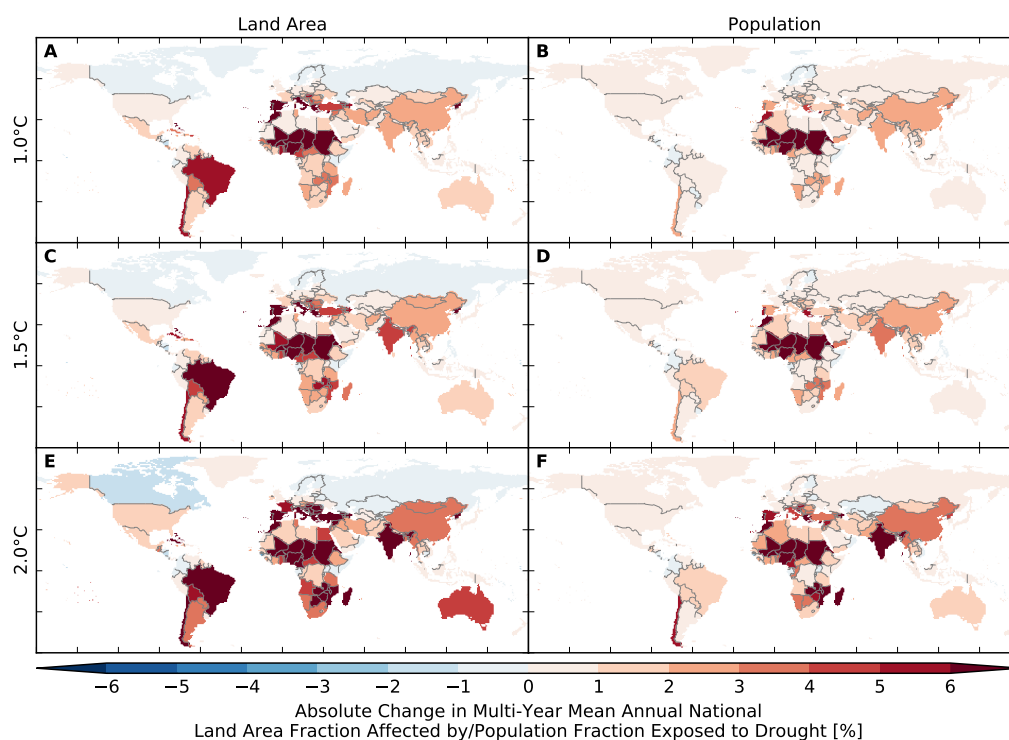 Land Area
Population
A
B
1.0°C
C
D
1.5°C
E
F
2.0°C
−6 −5 −4 −3 −2 −1 0 1 2 3 4 5 6
Absolute Change in Multi-Year Mean Annual National
Land Area Fraction Affected by/Population Fraction Exposed to Drought [%]